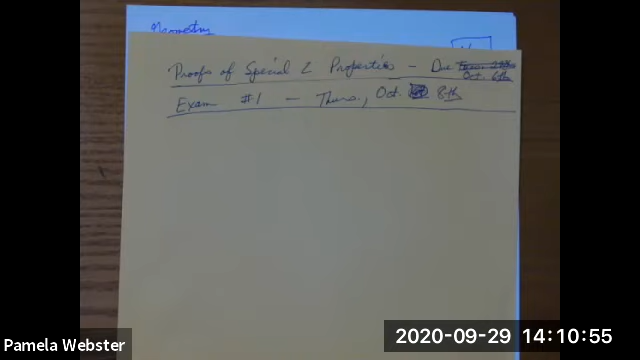 Geometry
Proofs of Special 2 Properties - Due
Oct. 6th
Exam #1 - Thurs., Oct. 8th
Pamela Webster
2020-09-29 14:10:55